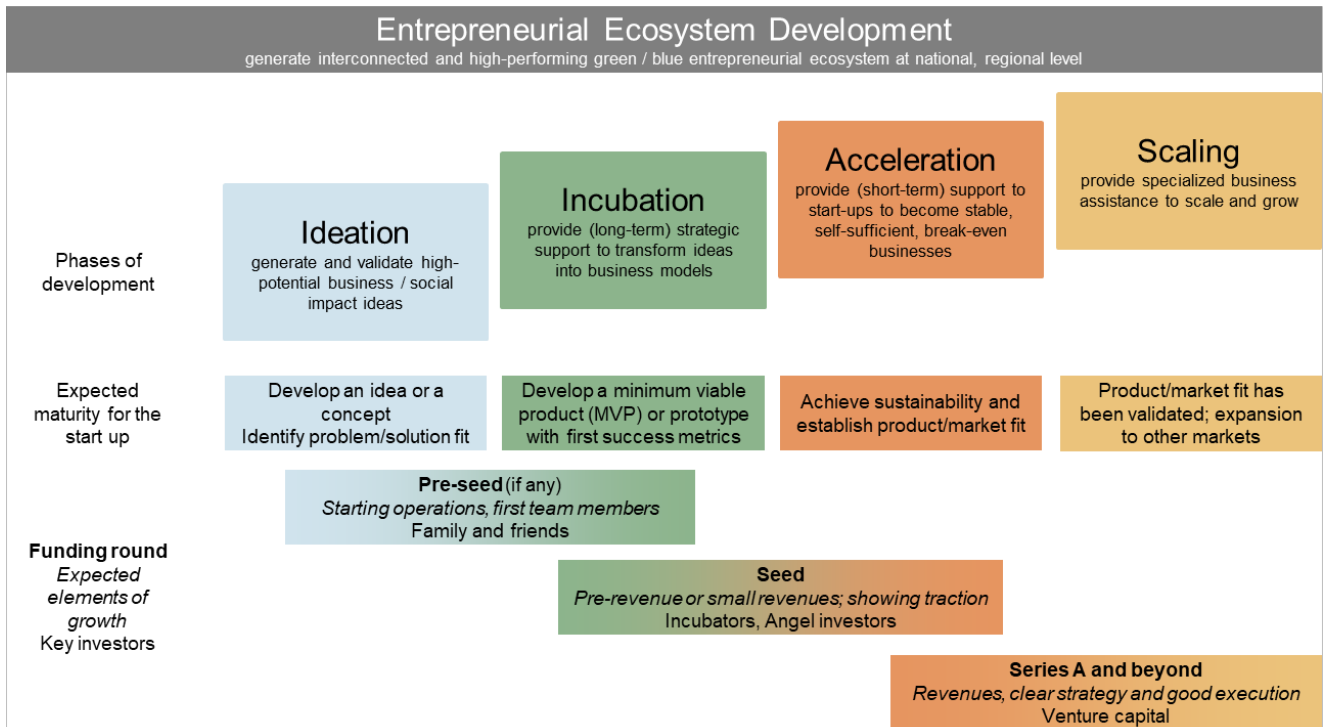 Entrepreneurial Ecosystem Development
generate interconnected and high-performing green / blue entrepreneurial ecosystem at national, regional level
Phases of
development
Ideation
generate and validate high-
potential business / social
impact ideas
Incubation
provide (long-term) strategic
support to transform ideas
into business models
Acceleration
provide (short-term) support to
start-ups to become stable,
self-sufficient, break-even
businesses
Scaling
provide specialized business
assistance to scale and grow
Expected
maturity for the
start up
Develop an idea or a
concept
Identify problem/solution fit
Develop a minimum viable
product (MVP) or prototype
with first success metrics
Achieve sustainability and
establish product/market fit
Product/market fit has
been validated; expansion
to other markets
Funding round
Expected
elements of
growth
Key investors
Pre-seed (if any)
Starting operations, first team members
Family and friends
Seed
Pre-revenue or small revenues; showing traction
Incubators, Angel investors
Series A and beyond
Revenues, clear strategy and good execution
Venture capital